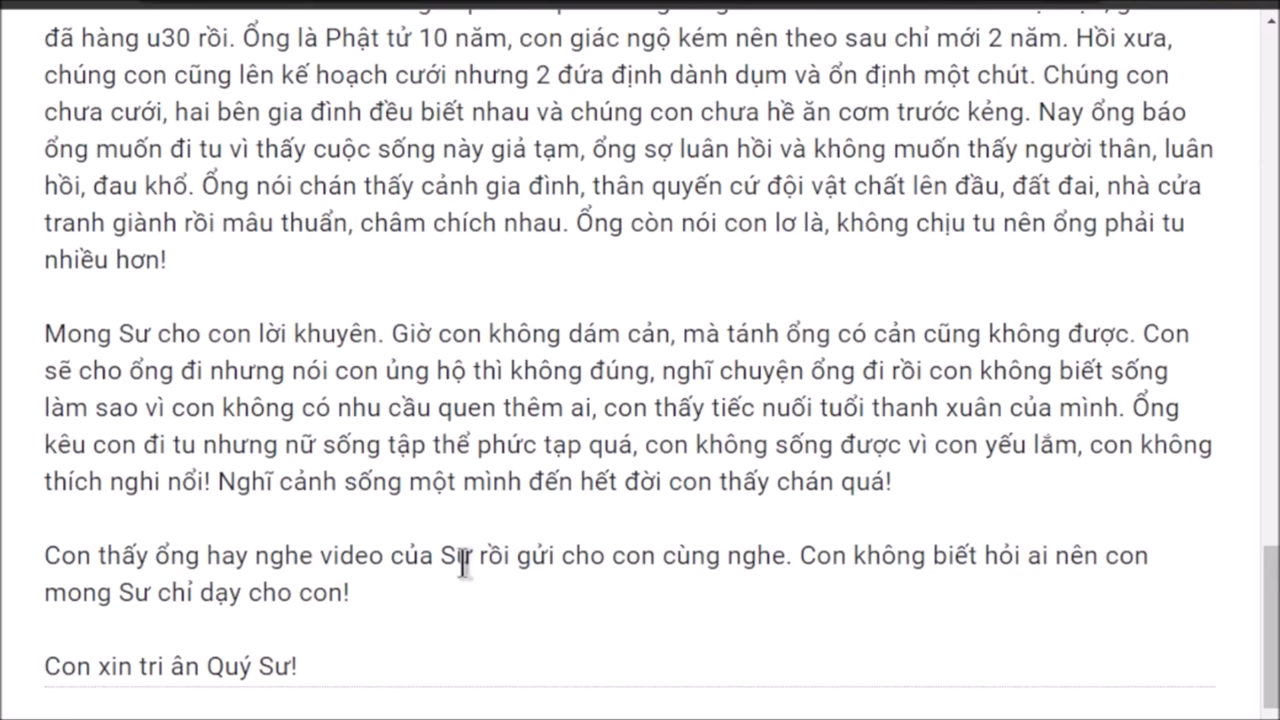 đã hàng u30 rồi. Ổng là Phật tử 10 năm, con giác ngộ kém nên theo sau chỉ mới 2 năm. Hồi xưa,
chúng con cũng lên kế hoạch cưới nhưng 2 đứa định dành dụm và ổn định một chút. Chúng con
chưa cưới, hai bên gia đình đều biết nhau và chúng con chưa hề ăn cơm trước kẻng. Nay ổng báo
ổng muốn đi tu vì thấy cuộc sống này giả tạm, ổng sợ luân hồi và không muốn thấy người thân, luân
hồi, đau khổ. Ổng nói chán thấy cảnh gia đình, thân quyến cứ đội vật chất lên đầu, đất đai, nhà cửa
tranh giành rồi mâu thuẩn, châm chích nhau. Ổng còn nói con lơ là, không chịu tu nên ổng phải tu
nhiều hơn!
Mong Sư cho con lời khuyên. Giờ con không dám cản, mà tánh ổng có cản cũng không được. Con
sẽ cho ổng đi nhưng nói con ủng hộ thì không đúng, nghĩ chuyện ổng đi rồi con không biết sống
làm sao vì con không có nhu cầu quen thêm ai, con thấy tiếc nuối tuổi thanh xuân của mình. Ổng
kêu con đi tu nhưng nữ sống tập thể phức tạp quá, con không sống được vì con yếu lắm, con không
thích nghi nổi! Nghĩ cảnh sống một mình đến hết đời con thấy chán quá!
Con thấy ổng hay nghe video của Sư rồi gửi cho con cùng nghe. Con không biết hỏi ai nên con
mong Sư chỉ dạy cho con!
Con xin tri ân Quý Sư!